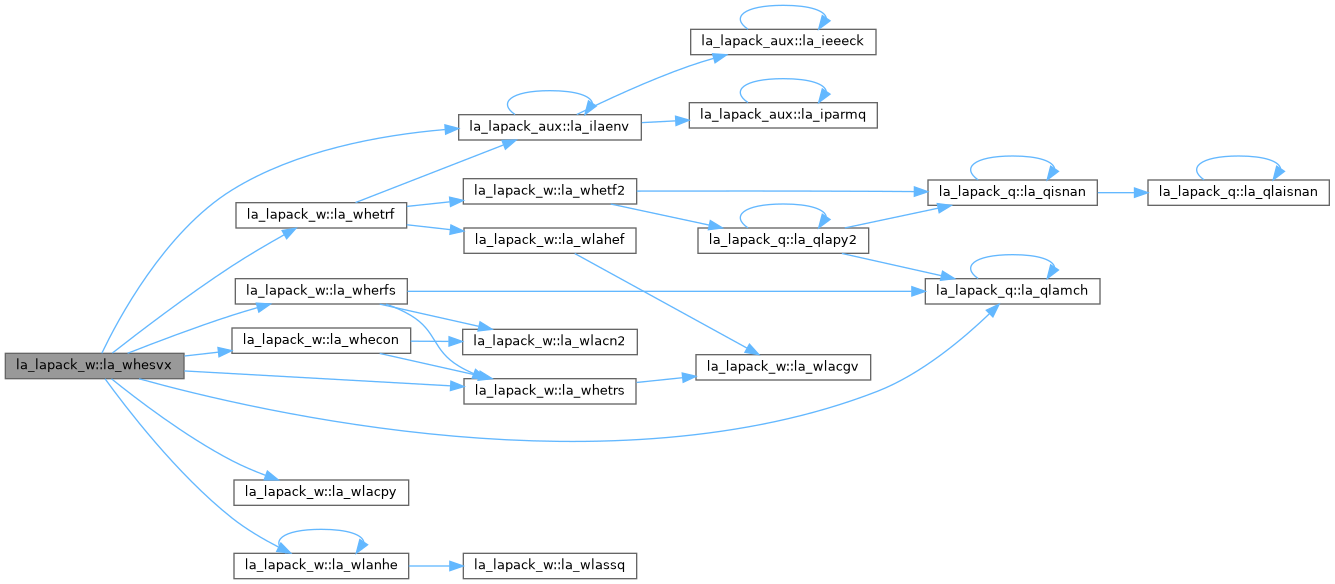 la_lapack_aux::la_ieeeck
la_lapack_aux::la_iparmq
la_lapack_aux::la_ilaenv
la_lapack_w::la_whetf2
la_lapack_q::la_qisnan
la_lapack_q::la_qlaisnan
la_lapack_w::la_whetrf
la_lapack_w::la_wlahef
la_lapack_q::la_qlapy2
la_lapack_w::la_wherfs
la_lapack_q::la_qlamch
la_lapack_w::la_whecon
la_lapack_w::la_wlacn2
la_lapack_w::la_whesvx
la_lapack_w::la_wlacgv
la_lapack_w::la_whetrs
la_lapack_w::la_wlacpy
la_lapack_w::la_wlanhe
la_lapack_w::la_wlassq